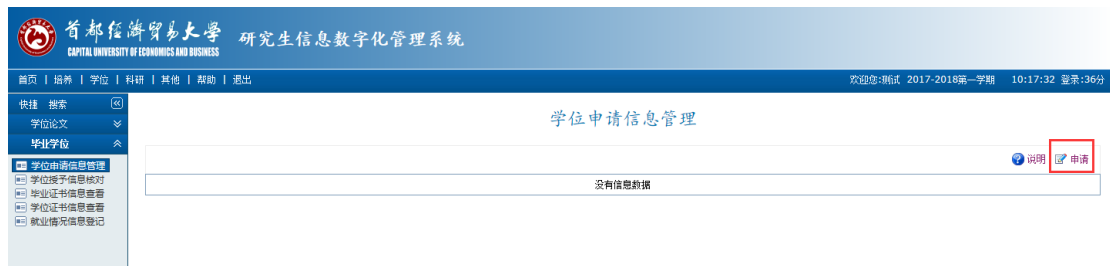 首都经济贸易大学 研究生信息数字化管理系统
CAPITAL UNIVERSITY OF ECONOMICS AND BUSINESS
首页 | 培养 | 学位 | 科研 | 其他 | 帮助 | 退出 欢迎您:测试 2017-2018第一学期 10:17:32 登录:36分
快捷 搜索
学位论文
毕业学位
学位申请信息管理
学位授予信息核对
毕业证书信息查看
学位证书信息查看
就业情况信息登记
学位申请信息管理
说明 申请
没有信息数据